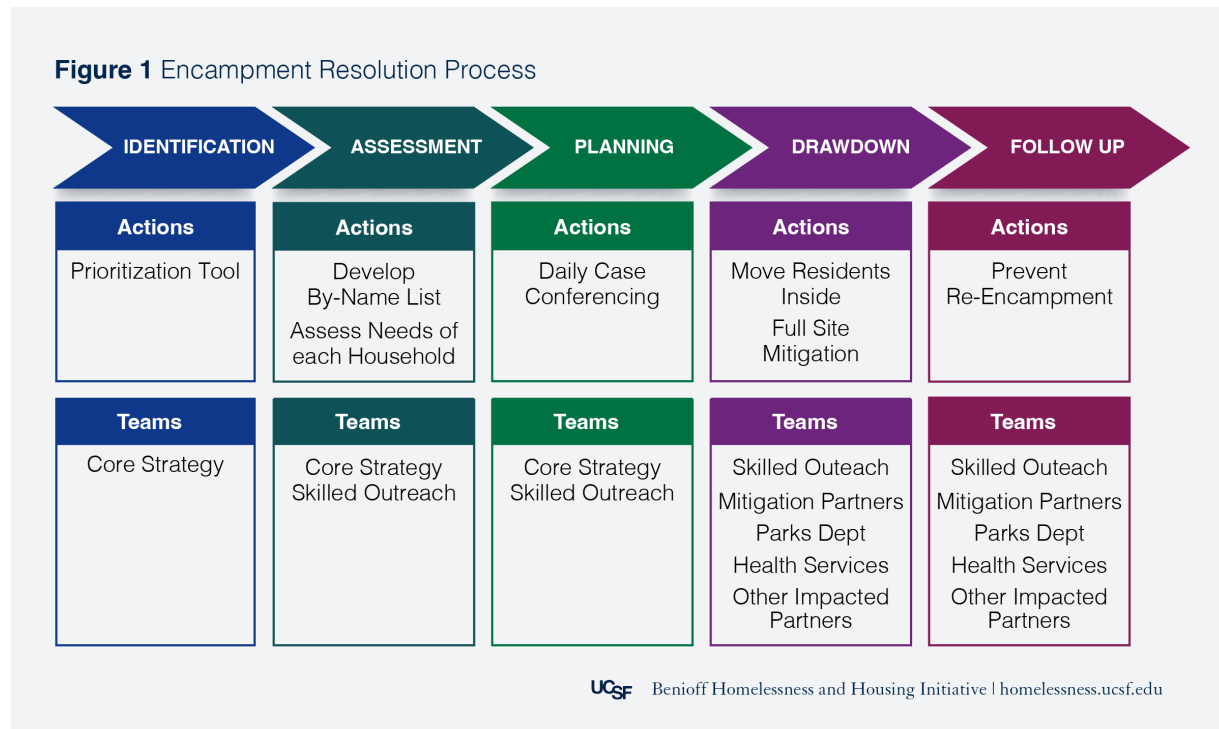 Figure 1 Encampment Resolution Process
IDENTIFICATION
ASSESSMENT
PLANNING
DRAWDOWN
FOLLOW UP
Actions
Prioritization Tool
Actions
Develop
By-Name List
Assess Needs of
each Household
Actions
Daily Case
Conferencing
Actions
Move Residents
Inside
Full Site
Mitigation
Actions
Prevent
Re-Encampment
Teams
Core Strategy
Teams
Core Strategy
Skilled Outreach
Teams
Core Strategy
Skilled Outreach
Teams
Skilled Outeach
Mitigation Partners
Parks Dept
Health Services
Other Impacted
Partners
Teams
Skilled Outeach
Mitigation Partners
Parks Dept
Health Services
Other Impacted
Partners
UCSF Benioff Homelessness and Housing Initiative | homelessness.ucsf.edu